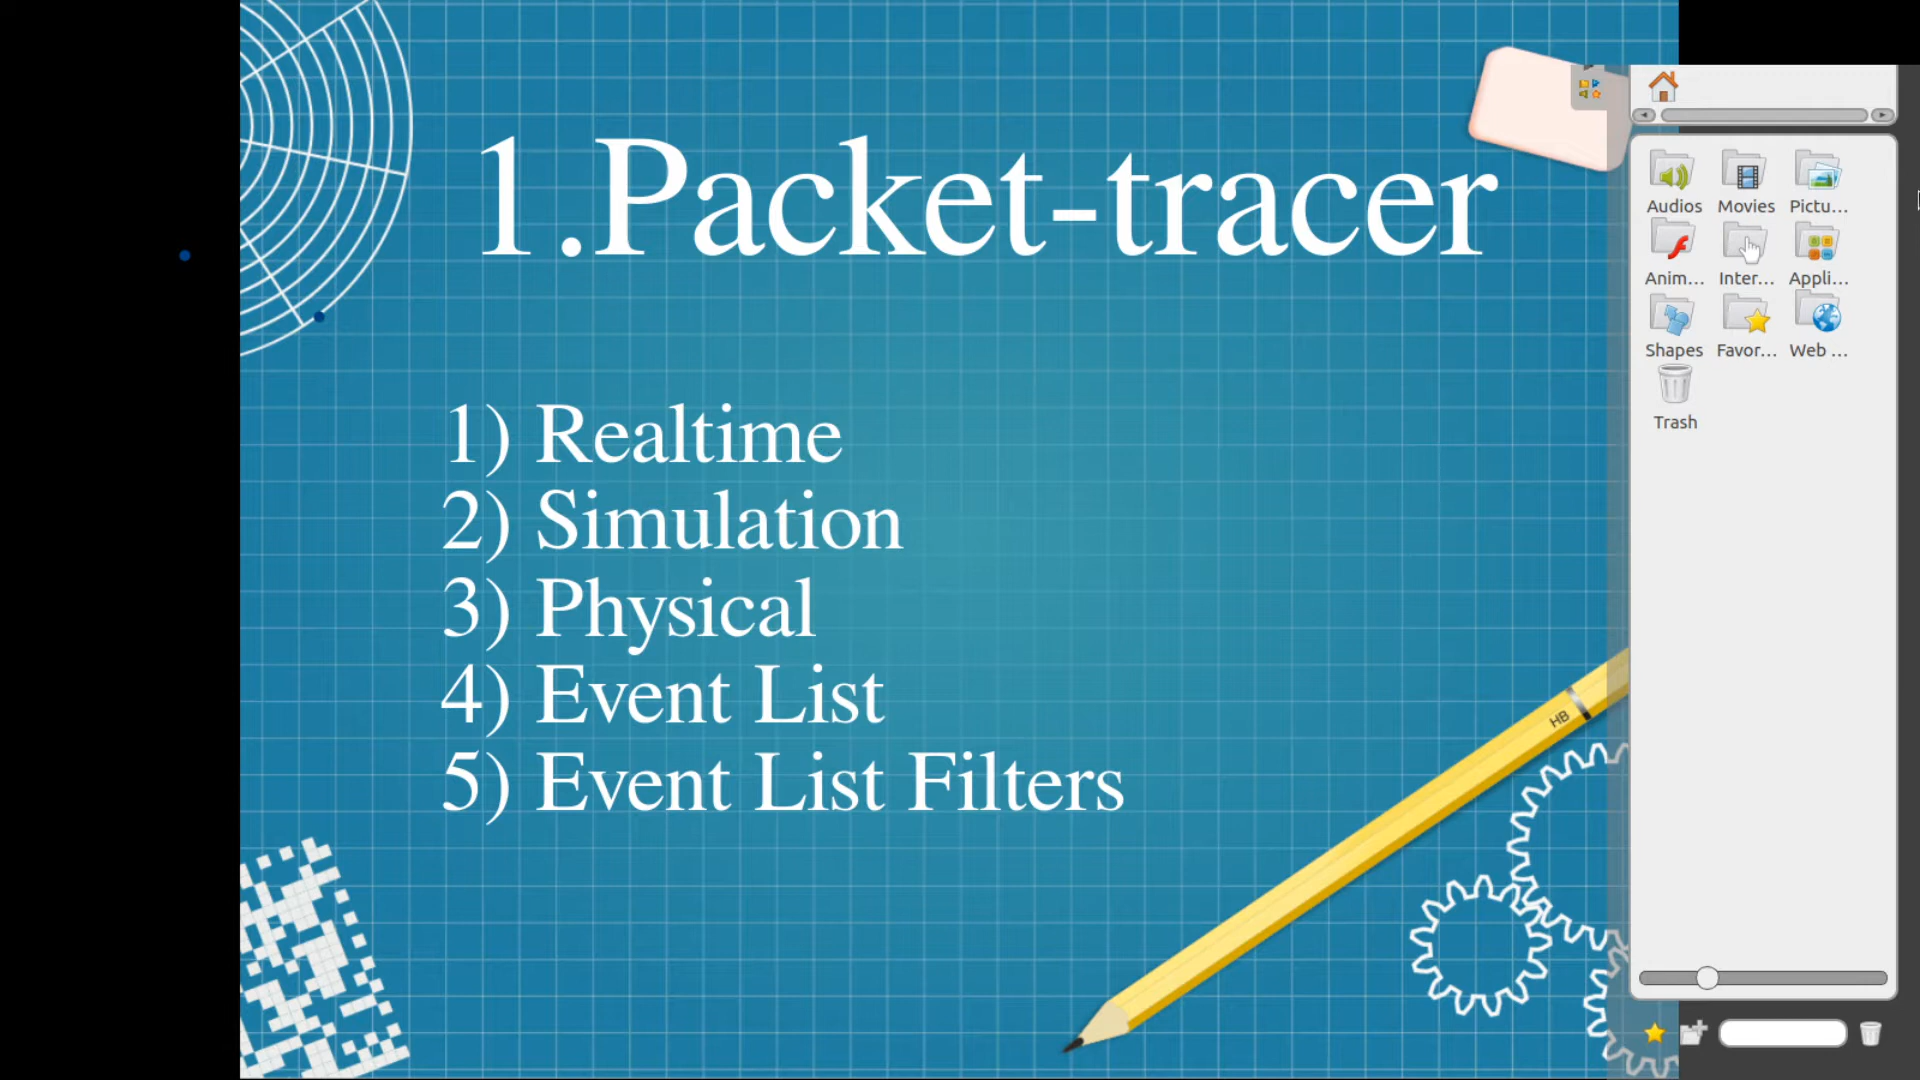 1.Packet-tracer
1) Realtime
2) Simulation
3) Physical
4) Event List
5) Event List Filters
HB
Audios Movies Pictu...
Anim... Inter... Appli...
Shapes Favor... Web ...
Trash